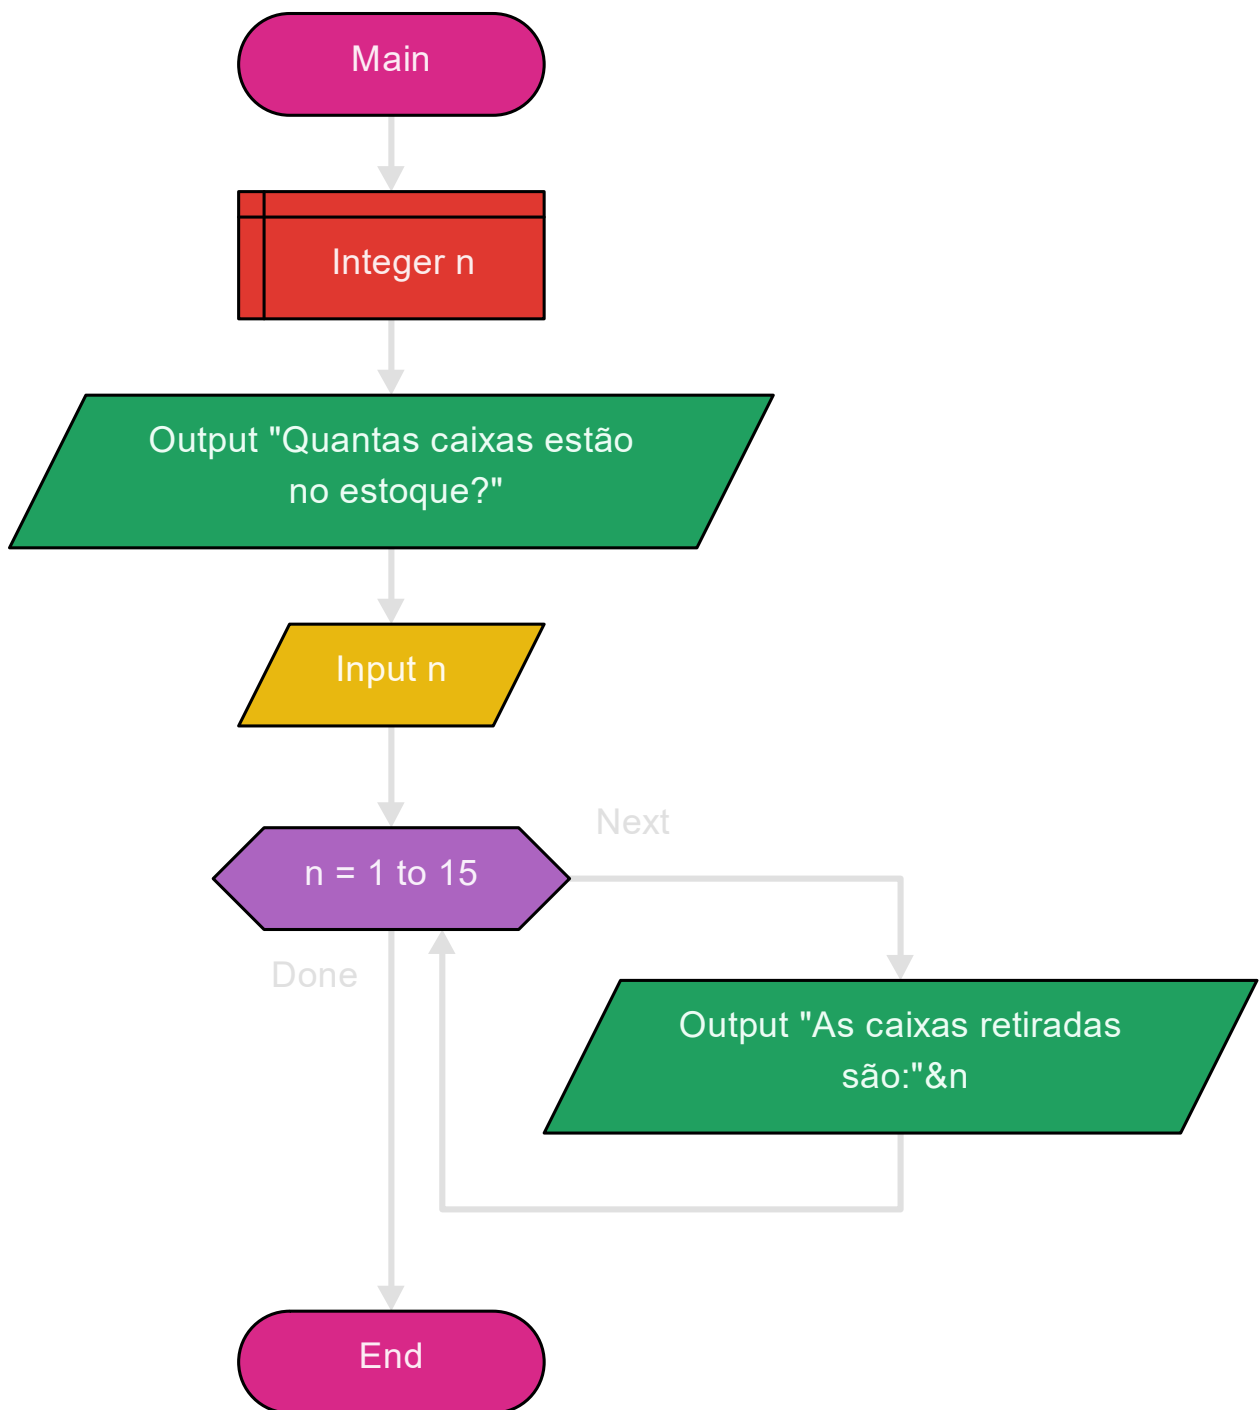 Main
Integer n
Output "Quantas caixas estão
no estoque?"
Input n
Next
n = 1 to 15
Done
Output "As caixas retiradas
são:"&n
End